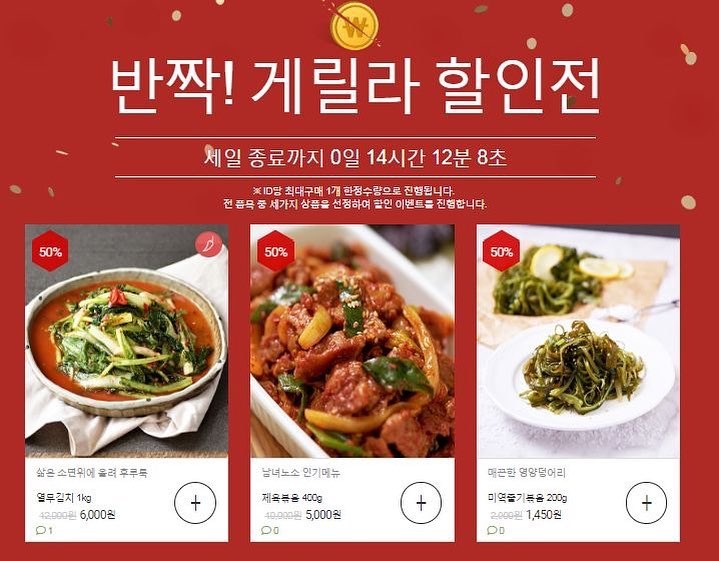 ₩
반짝! 게릴라 할인전
세일 종료까지 0일 14시간 12분 8초
※ ID당 최대구매 1개 한정수량으로 진행됩니다.
전 품목 중 세가지 상품을 선정하여 할인 이벤트를 진행합니다.
50%
삶은 소면위에 올려 후루룩
열무김치 1kg
12,000원 6,000원
1
50%
남녀노소 인기메뉴
제육볶음 400g
10,000원 5,000원
0
50%
매끈한 영양덩어리
미역줄기볶음 200g
2,900원 1,450원
0